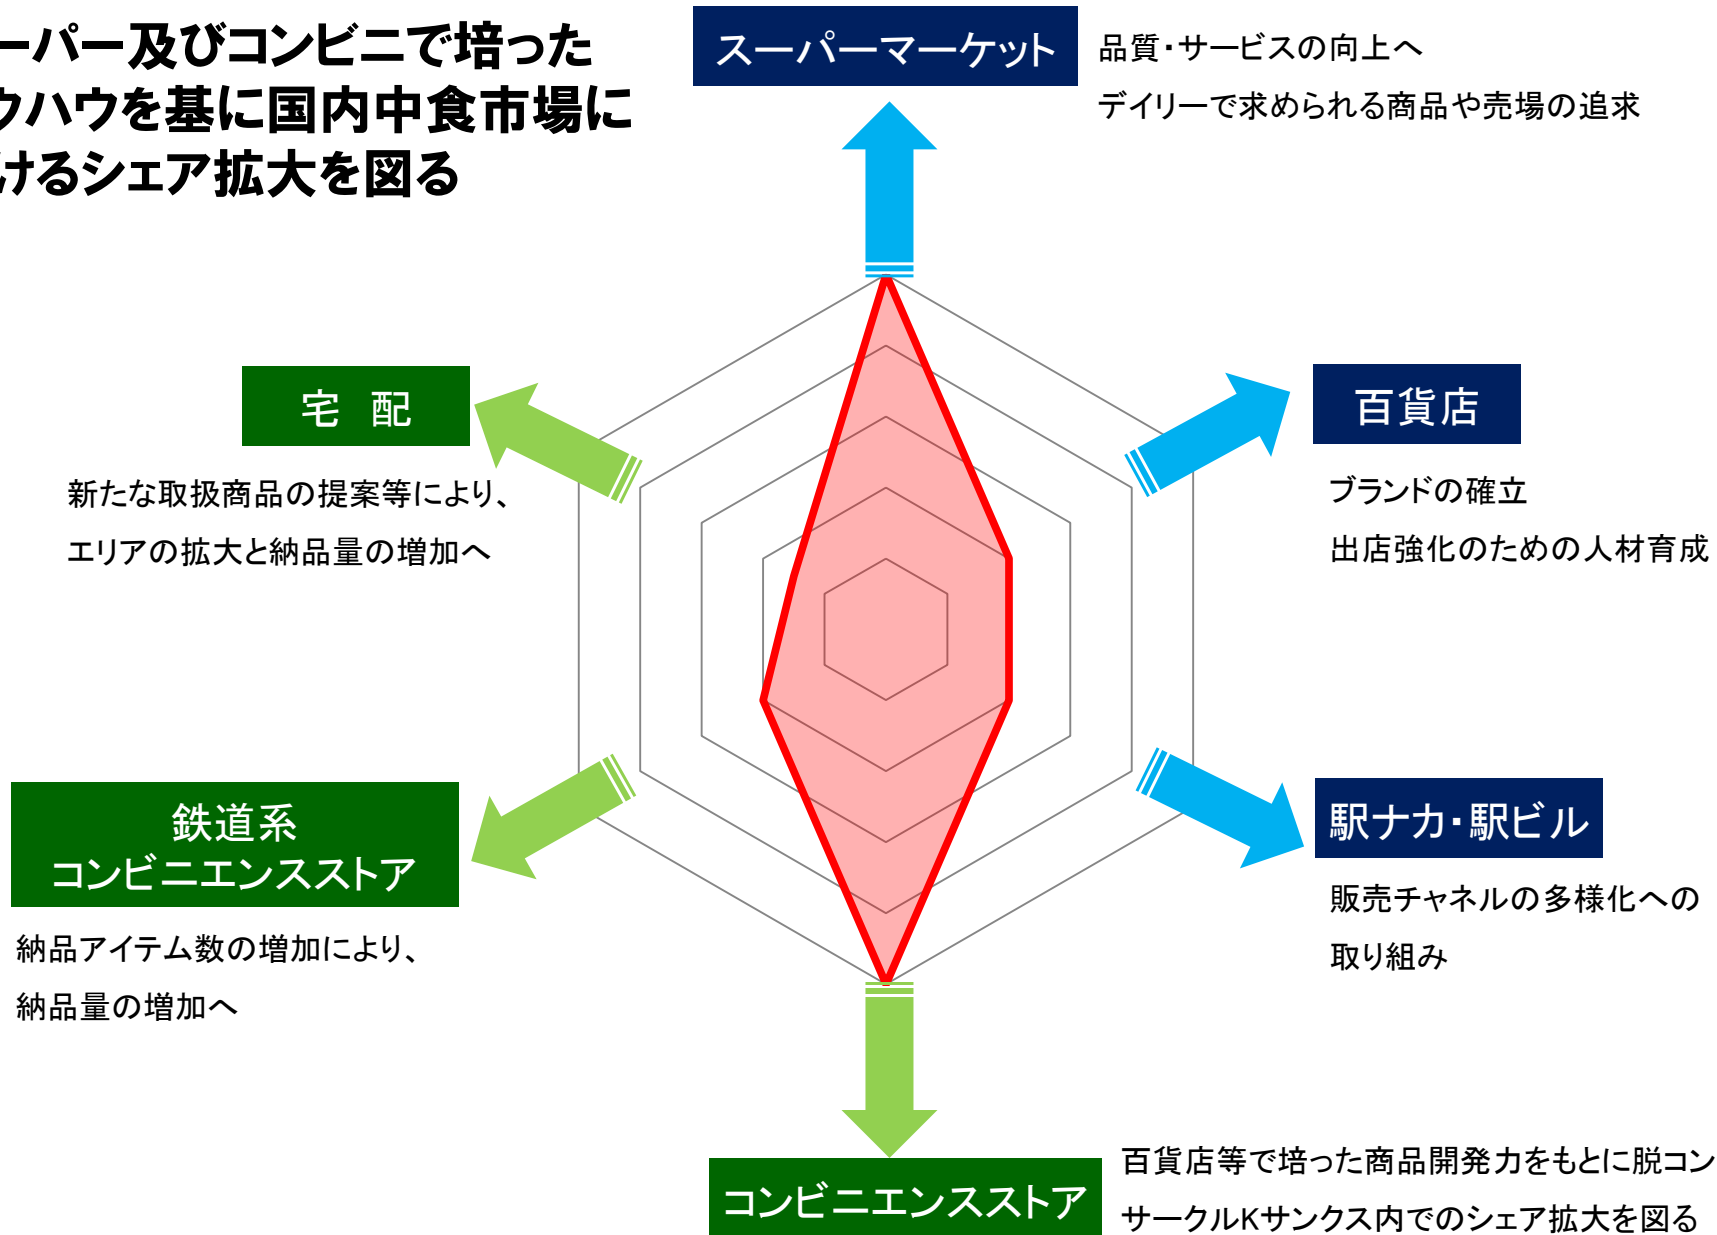 ーパー及びコンビニで培った
ウハウを基に国内中食市場に
けるシェア拡大を図る
スーパーマーケット
品質・サービスの向上へ
デイリーで求められる商品や売場の追求
宅 配
新たな取扱商品の提案等により、
エリアの拡大と納品量の増加へ
百貨店
ブランドの確立
出店強化のための人材育成
鉄道系
コンビニエンスストア
納品アイテム数の増加により、
納品量の増加へ
駅ナカ・駅ビル
販売チャネルの多様化への
取り組み
コンビニエンスストア
百貨店等で培った商品開発力をもとに脱コン
サークルKサンクス内でのシェア拡大を図る